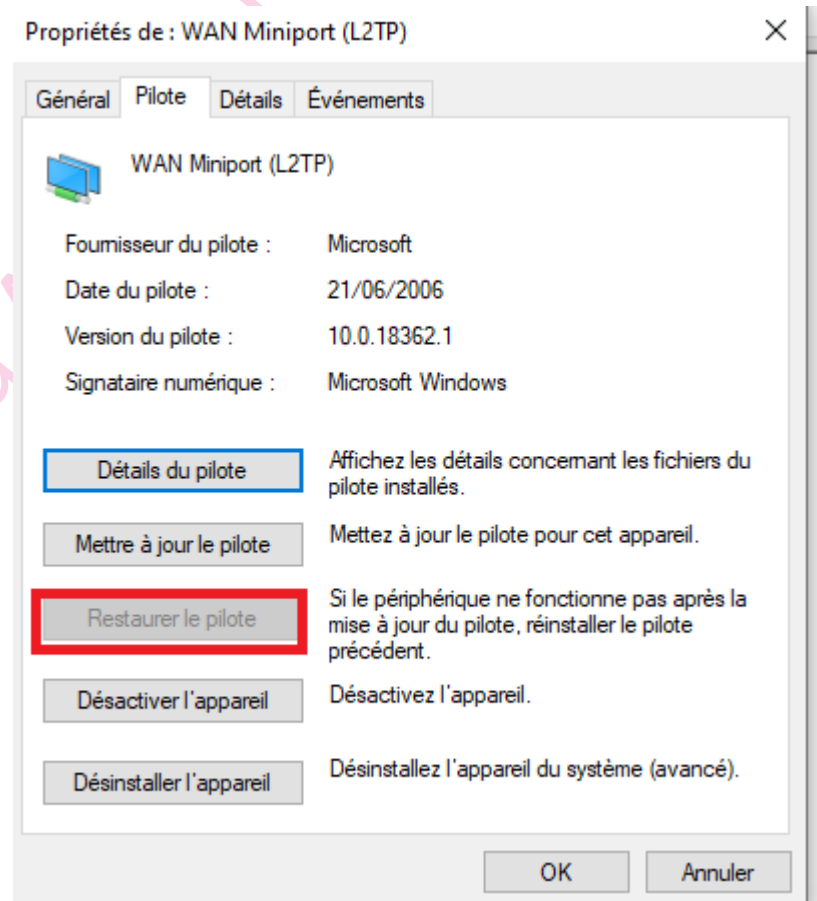 Propriétés de : WAN Miniport (L2TP)
Général Pilote Détails Événements
WAN Miniport (L2TP)
Fournisseur du pilote : Microsoft
Date du pilote : 21/06/2006
Version du pilote : 10.0.18362.1
Signataire numérique : Microsoft Windows
Détails du pilote
Affichez les détails concernant les fichiers du
pilote installés.
Mettre à jour le pilote
Mettez à jour le pilote pour cet appareil.
Restaurer le pilote
Si le périphérique ne fonctionne pas après la
mise à jour du pilote, réinstaller le pilote
précédent.
Désactiver l'appareil
Désactivez l'appareil.
Désinstaller l'appareil
Désinstallez l'appareil du système (avancé).
OK Annuler